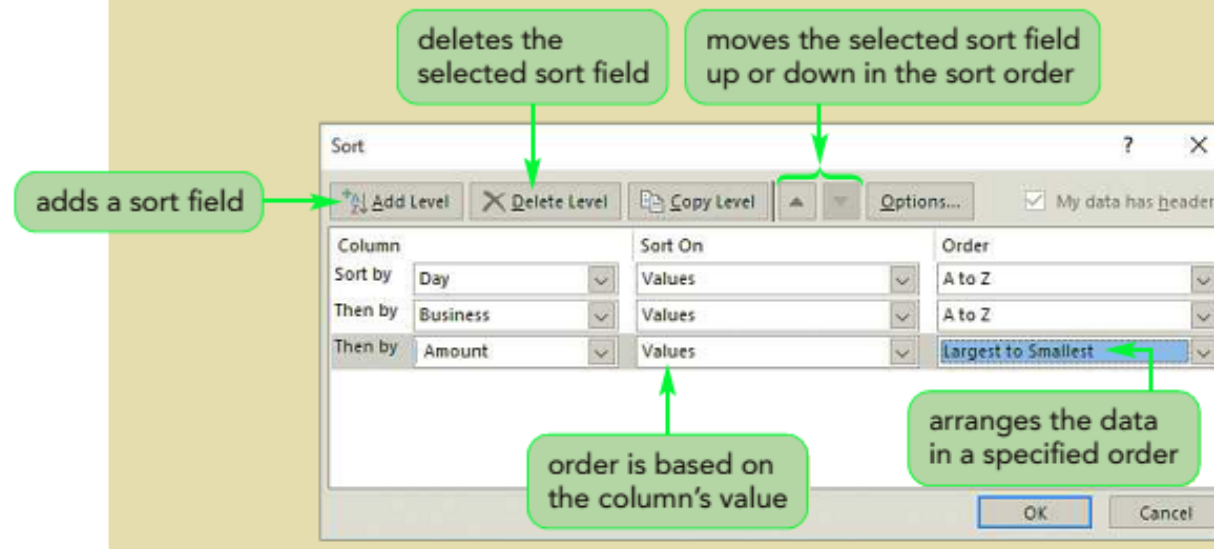 deletes the
selected sort field
moves the selected sort field
up or down in the sort order
Sort ? X
adds a sort field
Add Level Delete Level Copy Level Options... My data has header
Column Sort On Order
Sort by Day Values A to Z
Then by Business Values A to Z
Then by Amount Values Largest to Smallest
arranges the data
in a specified order
order is based on
the column's value
OK Cancel